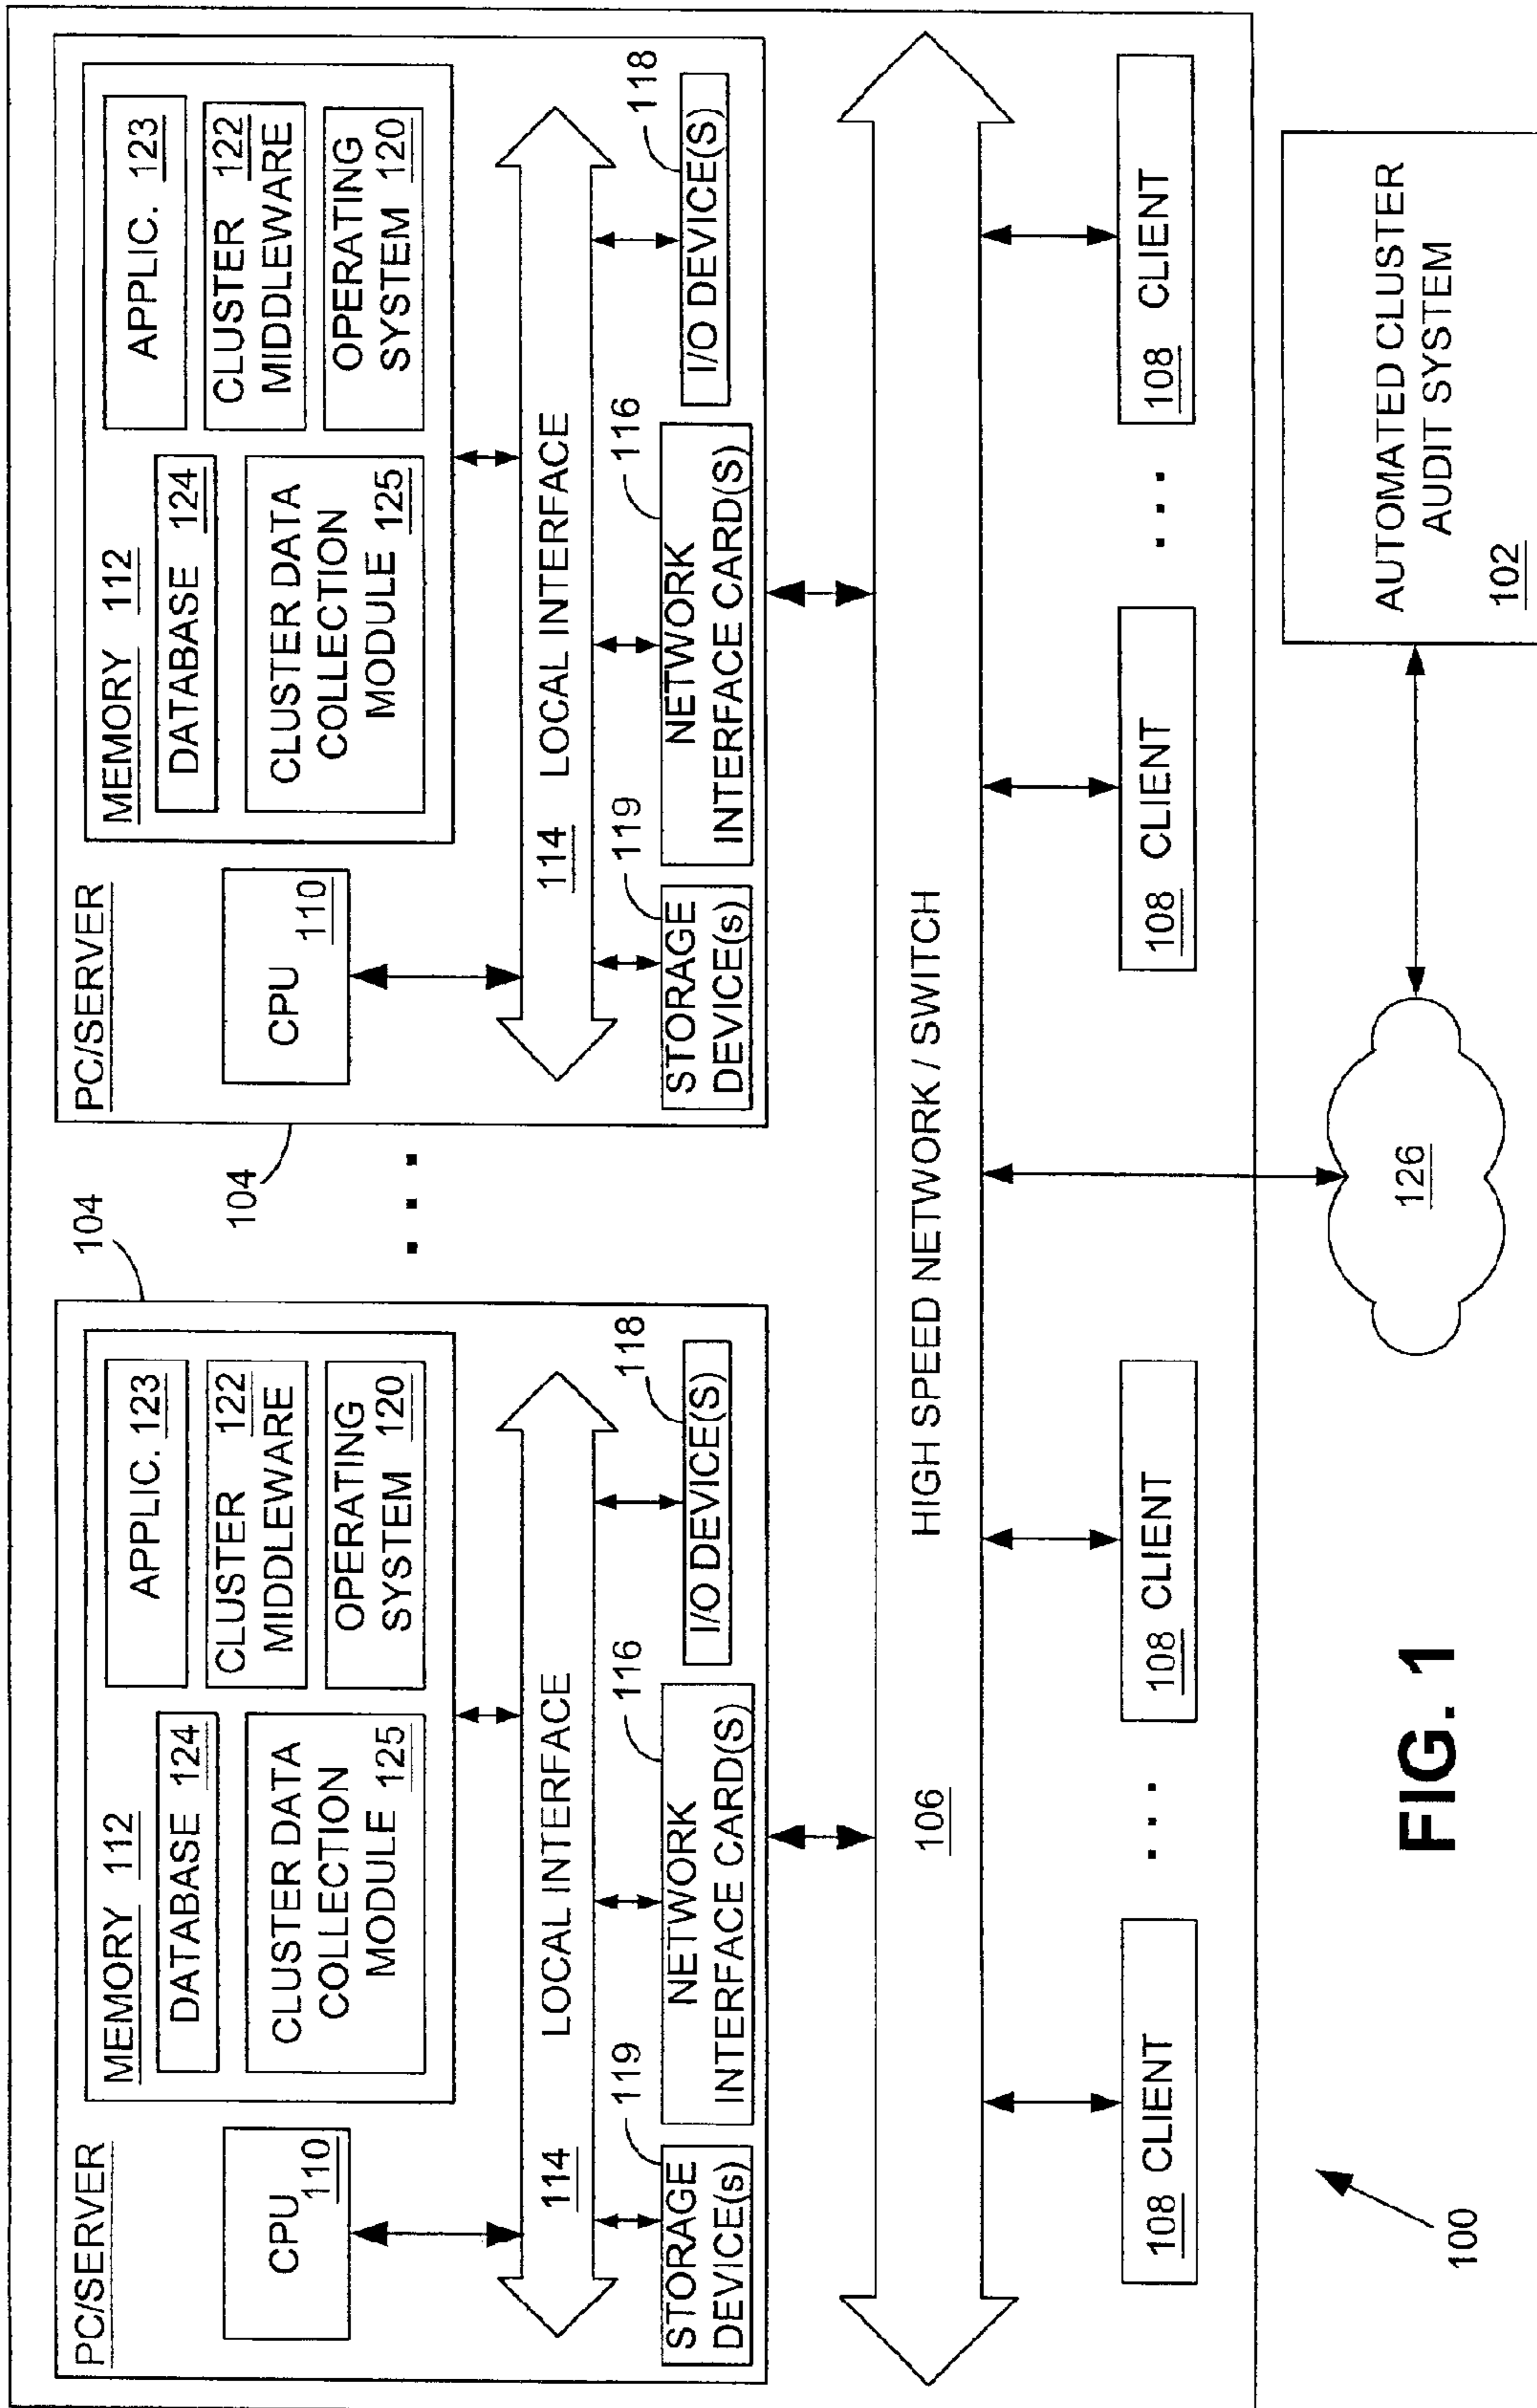 PC/SERVER
CPU
110
MEMORY 112
DATABASE 124
CLUSTER DATA
COLLECTION
MODULE 125
APPLIC. 123
CLUSTER 122
MIDDLEWARE
OPERATING
SYSTEM 120
114 LOCAL INTERFACE
119
STORAGE
DEVICE(s)
116
NETWORK
INTERFACE CARD(S)
118
I/O DEVICE(S)
104
. . .
104
PC/SERVER
CPU
110
MEMORY 112
DATABASE 124
CLUSTER DATA
COLLECTION
MODULE 125
APPLIC. 123
CLUSTER 122
MIDDLEWARE
OPERATING
SYSTEM 120
114 LOCAL INTERFACE
119
STORAGE
DEVICE(s)
116
NETWORK
INTERFACE CARD(S)
118
I/O DEVICE(S)
106
HIGH SPEED NETWORK / SWITCH
108 CLIENT
. . .
108 CLIENT
108 CLIENT
. . .
108 CLIENT
100
FIG. 1
126
AUTOMATED CLUSTER
AUDIT SYSTEM
102